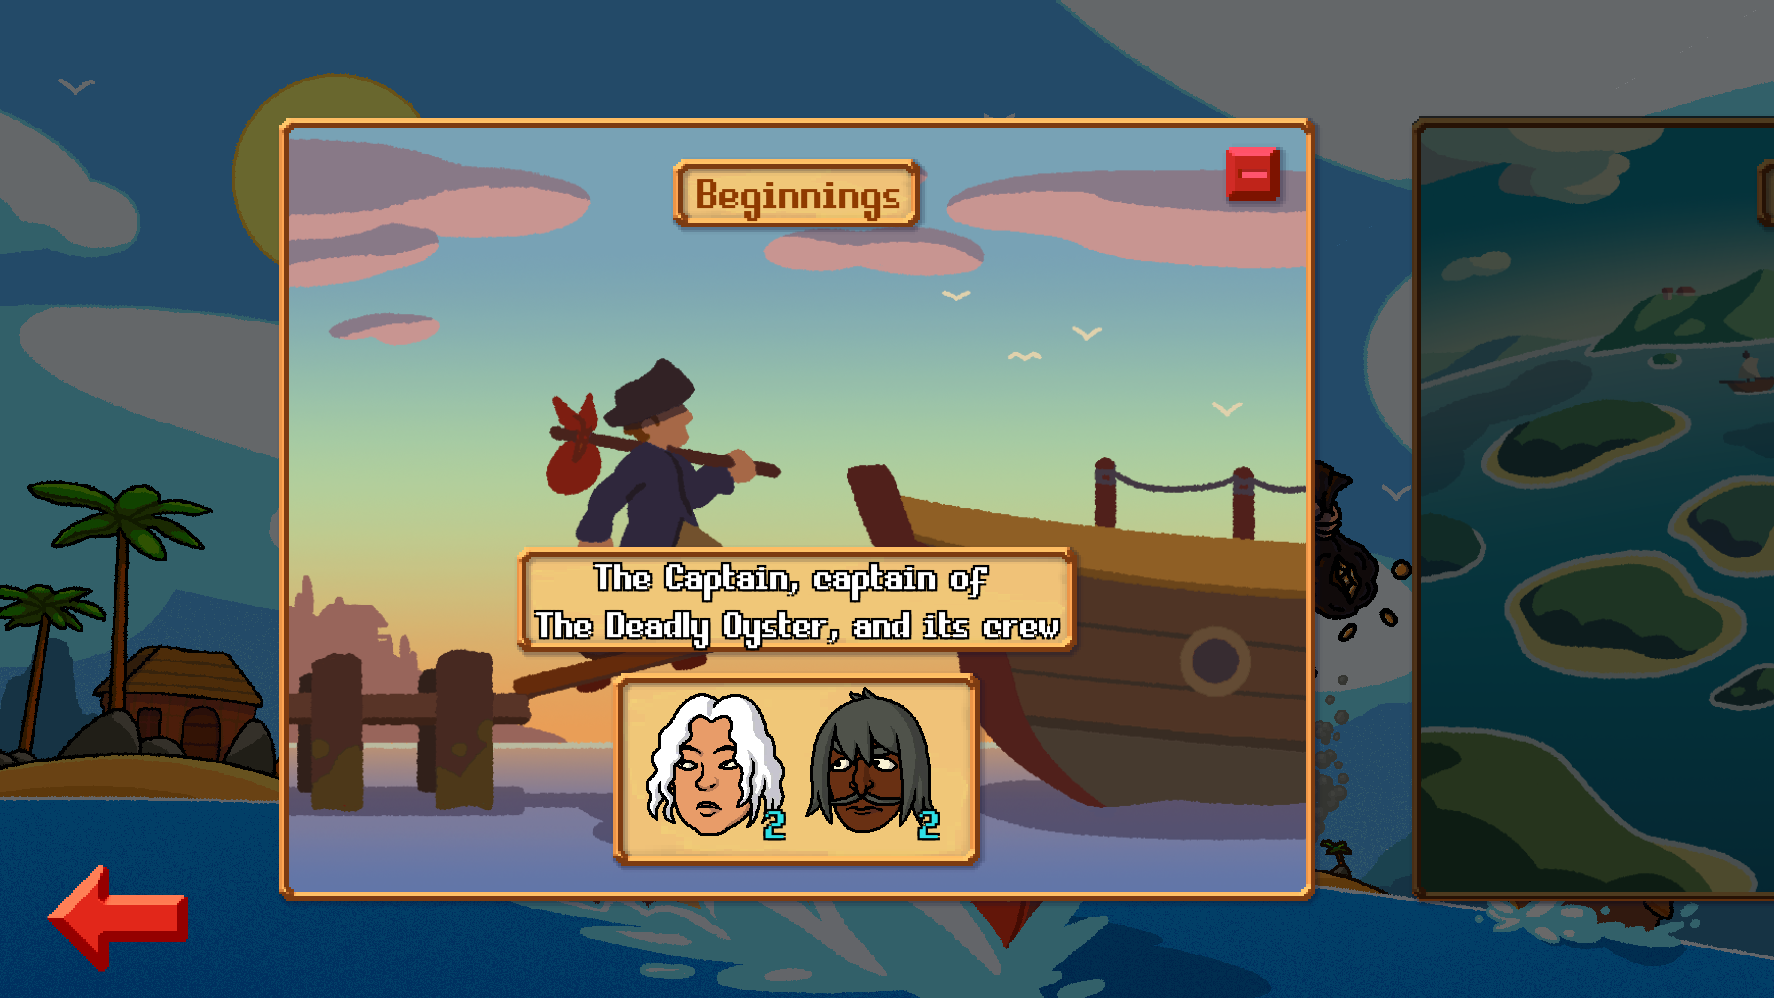 Beginnings
The Captain, captain of
The Deadly Oyster, and its crew
2 2